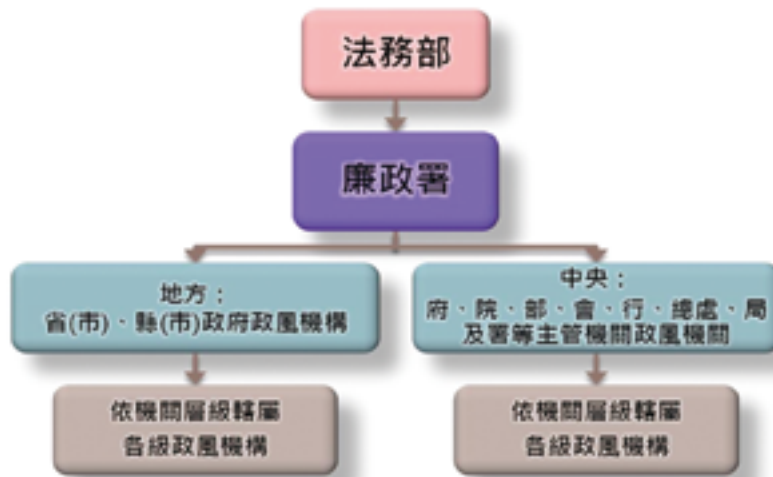 法務部
廉政署
地方：
省(市)、縣(市)政府政風機構
中央：
府、院、部、會、行、總處、局
及署等主管機關政風機關
依機關層級轄屬
各級政風機構
依機關層級轄屬
各級政風機構